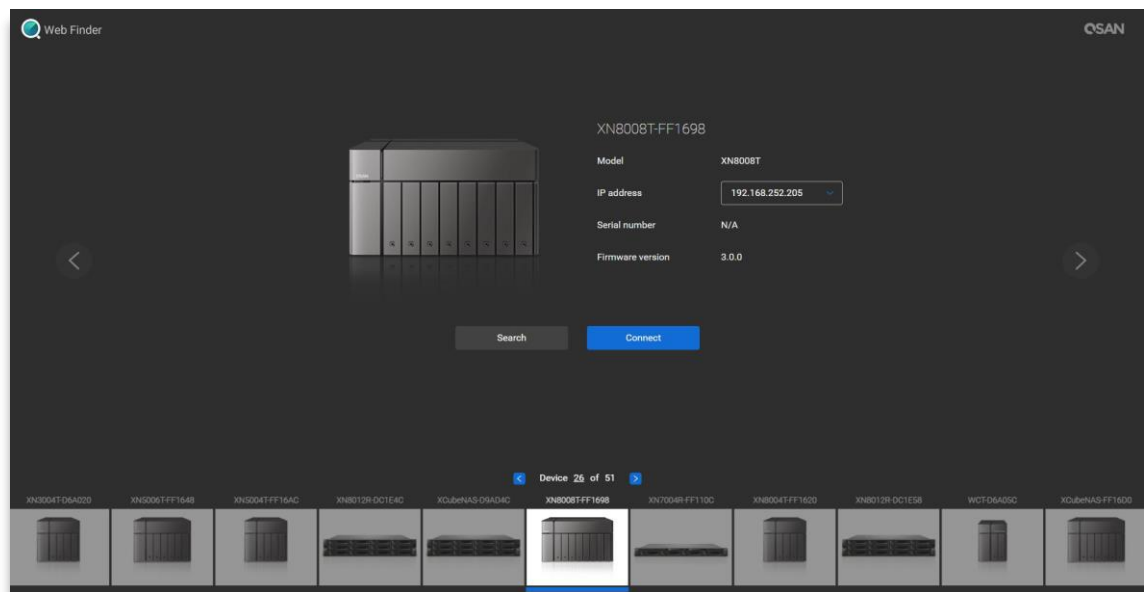 Web Finder
QSAN
XN8008T-FF1698
Model XN8008T
IP address 192.168.252.205
Serial number N/A
Firmware version 3.0.0
Search Connect
Device 26 of 51
XN3004T-D6A020 XN5006T-FF1648 XN5004T-FF16AC XN8012R-DC1E4C XCubeNAS-D9AD4C XN8008T-FF1698 XN7004R-FF110C XN8004T-FF1620 XN8012R-DC1E58 WCT-D6A05C XCubeNAS-FF16D0